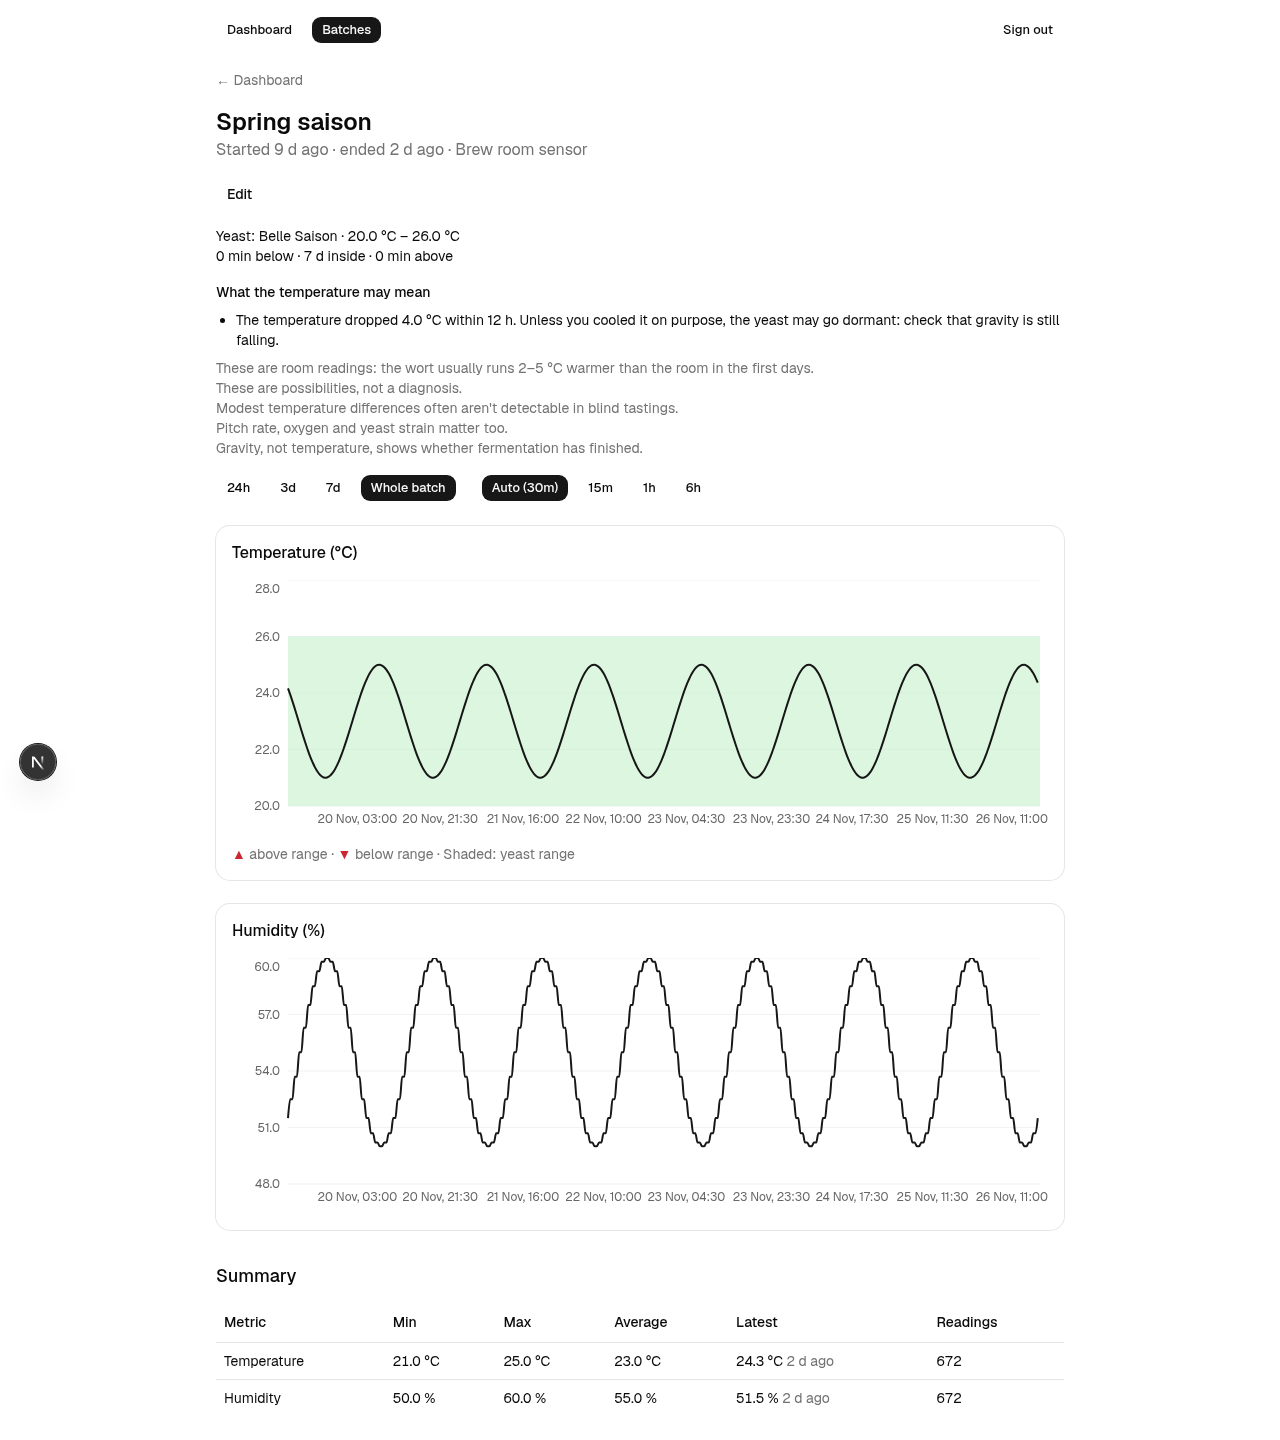 Dashboard Batches Sign out
← Dashboard
Spring saison
Started 9 d ago · ended 2 d ago · Brew room sensor
Edit
Yeast: Belle Saison · 20.0 °C – 26.0 °C
0 min below · 7 d inside · 0 min above
What the temperature may mean
• The temperature dropped 4.0 °C within 12 h. Unless you cooled it on purpose, the yeast may go dormant: check that gravity is still
falling.
These are room readings: the wort usually runs 2–5 °C warmer than the room in the first days.
These are possibilities, not a diagnosis.
Modest temperature differences often aren't detectable in blind tastings.
Pitch rate, oxygen and yeast strain matter too.
Gravity, not temperature, shows whether fermentation has finished.
24h 3d 7d Whole batch Auto (30m) 15m 1h 6h
Temperature (°C)
28.0
26.0
24.0
22.0
20.0
20 Nov, 03:00 20 Nov, 21:30 21 Nov, 16:00 22 Nov, 10:00 23 Nov, 04:30 23 Nov, 23:30 24 Nov, 17:30 25 Nov, 11:30 26 Nov, 11:00
▲ above range · ▼ below range · Shaded: yeast range
N
Humidity (%)
60.0
57.0
54.0
51.0
48.0
20 Nov, 03:00 20 Nov, 21:30 21 Nov, 16:00 22 Nov, 10:00 23 Nov, 04:30 23 Nov, 23:30 24 Nov, 17:30 25 Nov, 11:30 26 Nov, 11:00
Summary
Metric Min Max Average Latest Readings
Temperature 21.0 °C 25.0 °C 23.0 °C 24.3 °C 2 d ago 672
Humidity 50.0 % 60.0 % 55.0 % 51.5 % 2 d ago 672